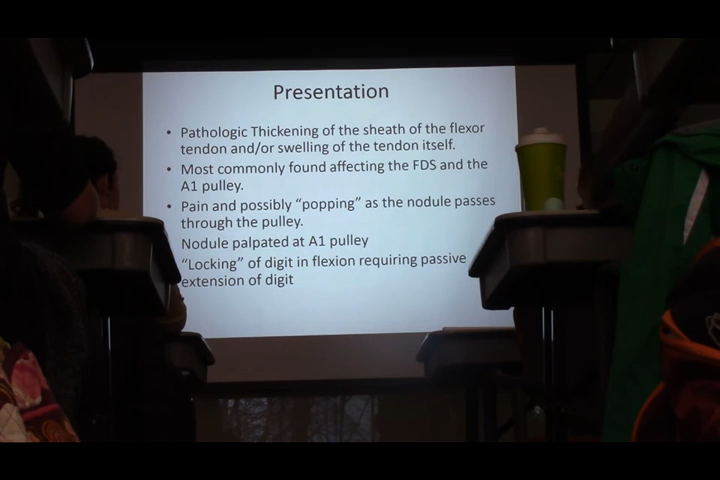 Presentation
• Pathologic Thickening of the sheath of the flexor
tendon and/or swelling of the tendon itself.
• Most commonly found affecting the FDS and the
A1 pulley.
• Pain and possibly “popping” as the nodule passes
through the pulley.
Nodule palpated at A1 pulley
“Locking” of digit in flexion requiring passive
extension of digit